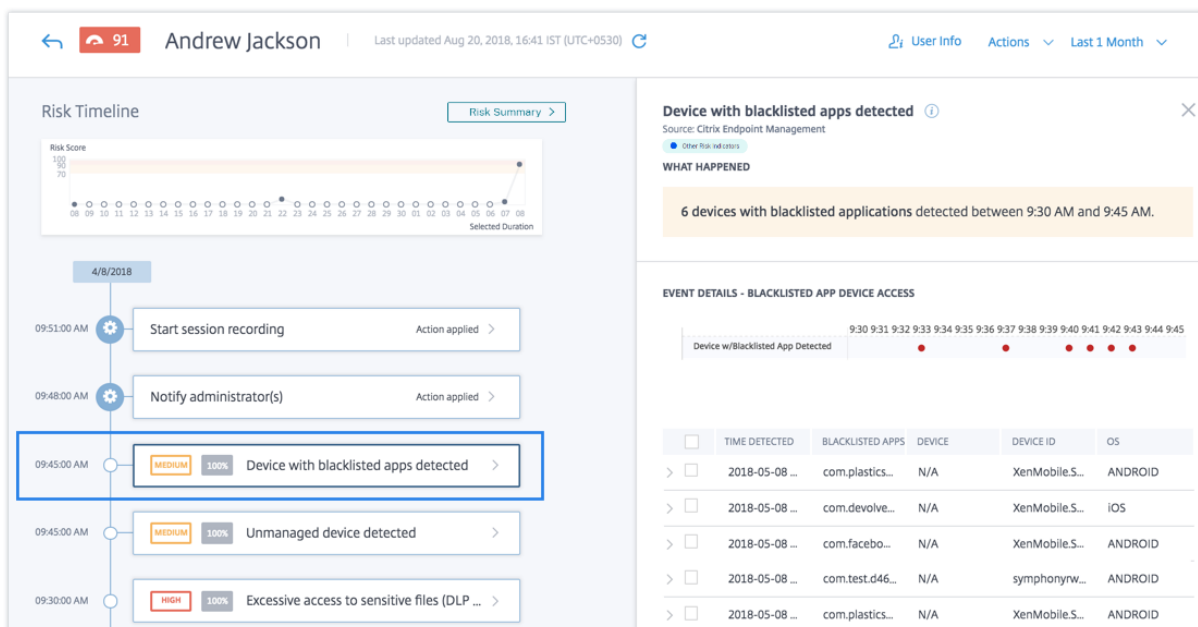 91 Andrew Jackson Last updated Aug 20, 2018, 16:41 IST (UTC+0530) User Info Actions Last 1 Month
Risk Timeline Risk Summary >
Risk Score
100
90
70
08 09 10 11 12 13 14 15 16 17 18 19 20 21 22 23 24 25 26 27 28 29 30 01 02 03 04 05 06 07 08
Selected Duration
4/8/2018
09:51:00 AM Start session recording Action applied >
09:48:00 AM Notify administrator(s) Action applied >
09:45:00 AM MEDIUM 100% Device with blacklisted apps detected >
09:45:00 AM MEDIUM 100% Unmanaged device detected >
09:30:00 AM HIGH 100% Excessive access to sensitive files (DLP ... >
Device with blacklisted apps detected i
Source: Citrix Endpoint Management
Other Risk Indicators
WHAT HAPPENED
6 devices with blacklisted applications detected between 9:30 AM and 9:45 AM.
EVENT DETAILS - BLACKLISTED APP DEVICE ACCESS
9:30 9:31 9:32 9:33 9:34 9:35 9:36 9:37 9:38 9:39 9:40 9:41 9:42 9:43 9:44 9:45
Device w/Blacklisted App Detected
TIME DETECTED BLACKLISTED APPS DEVICE DEVICE ID OS
2018-05-08 ... com.plastics... N/A XenMobile.S... ANDROID
2018-05-08 ... com.devolve... N/A XenMobile.S... iOS
2018-05-08 ... com.facebo... N/A XenMobile.S... ANDROID
2018-05-08 ... com.test.d46... N/A symphonyrw... ANDROID
2018-05-08 ... com.plastics... N/A XenMobile.S... ANDROID